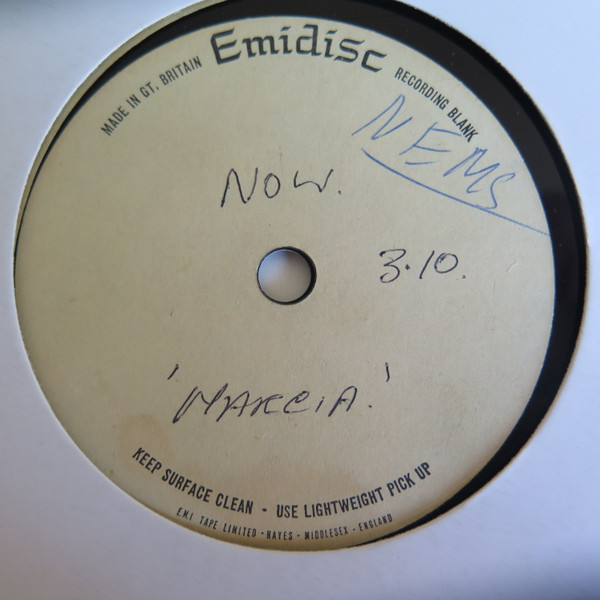 Emidisc
MADE IN GT. BRITAIN
RECORDING BLANK
NEMS
NOW.
3.10.
'MARCIA.'
KEEP SURFACE CLEAN - USE LIGHTWEIGHT PICK UP
E.M.I TAPE LIMITED · HAYES · MIDDLESEX · ENGLAND